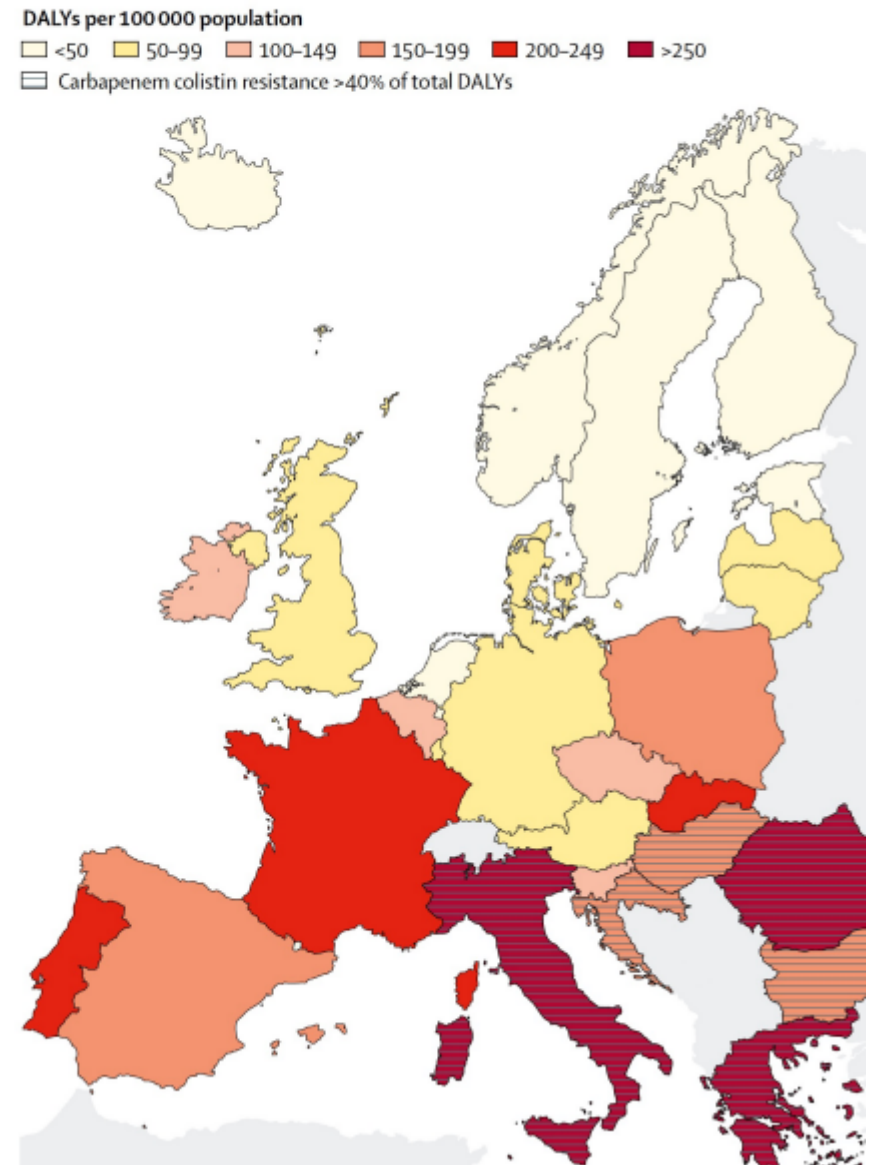 DALYs per 100 000 population
<50 50–99 100–149 150–199 200–249 >250
Carbapenem colistin resistance >40% of total DALYs